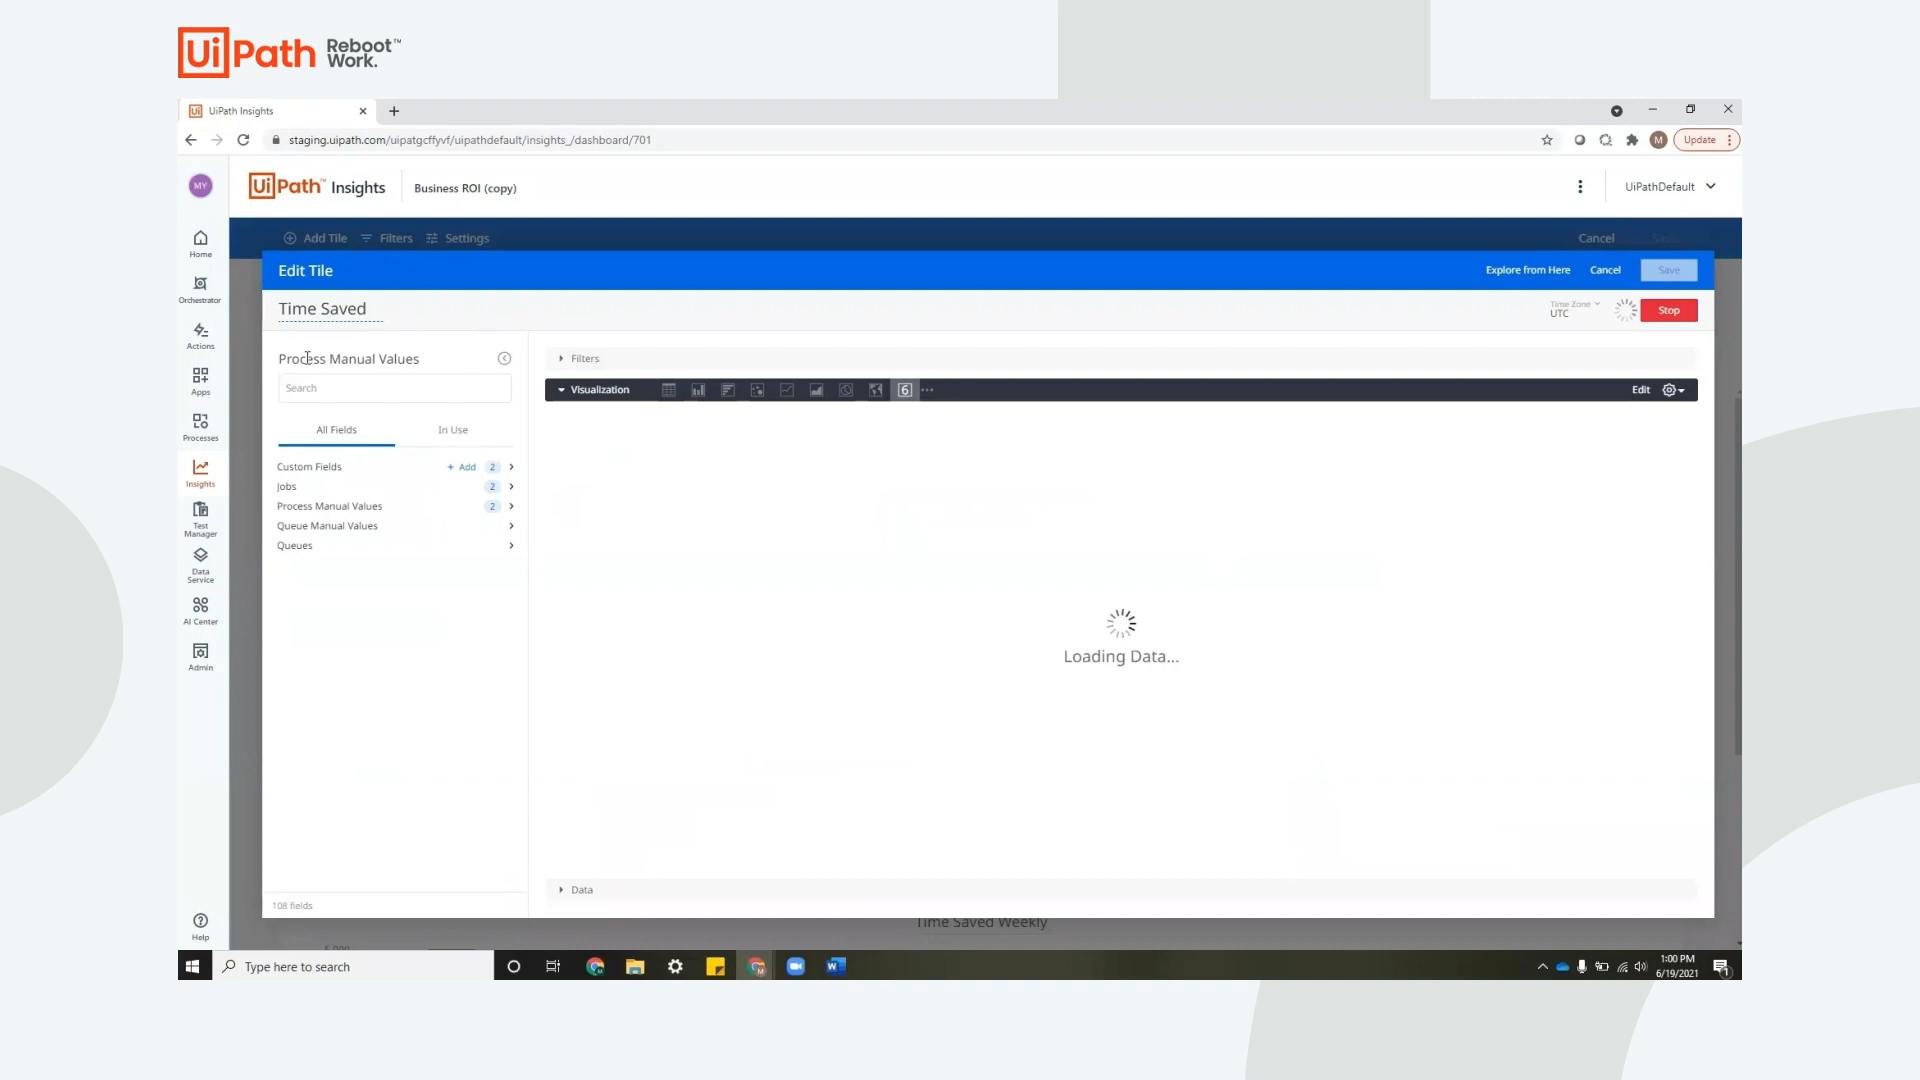 UiPath Reboot™ Work.
UiPath Insights
staging.uipath.com/uipatgcffyvf/uipathdefault/insights_/dashboard/701
M
Update
MY
UiPath™ Insights
Business ROI (copy)
UiPathDefault
Home
Orchestrator
Actions
Apps
Processes
Insights
Test Manager
Data Service
AI Center
Admin
Help
Add Tile
Filters
Settings
Cancel
Save
Edit Tile
Explore from Here
Cancel
Save
Time Saved
Time Zone
UTC
Stop
Process Manual Values
Search
All Fields
In Use
Custom Fields
+ Add
2
Jobs
2
Process Manual Values
2
Queue Manual Values
Queues
108 fields
Filters
Visualization
6
Edit
Loading Data...
Data
Time Saved Weekly
5,000
Type here to search
1:00 PM
6/19/2021
1